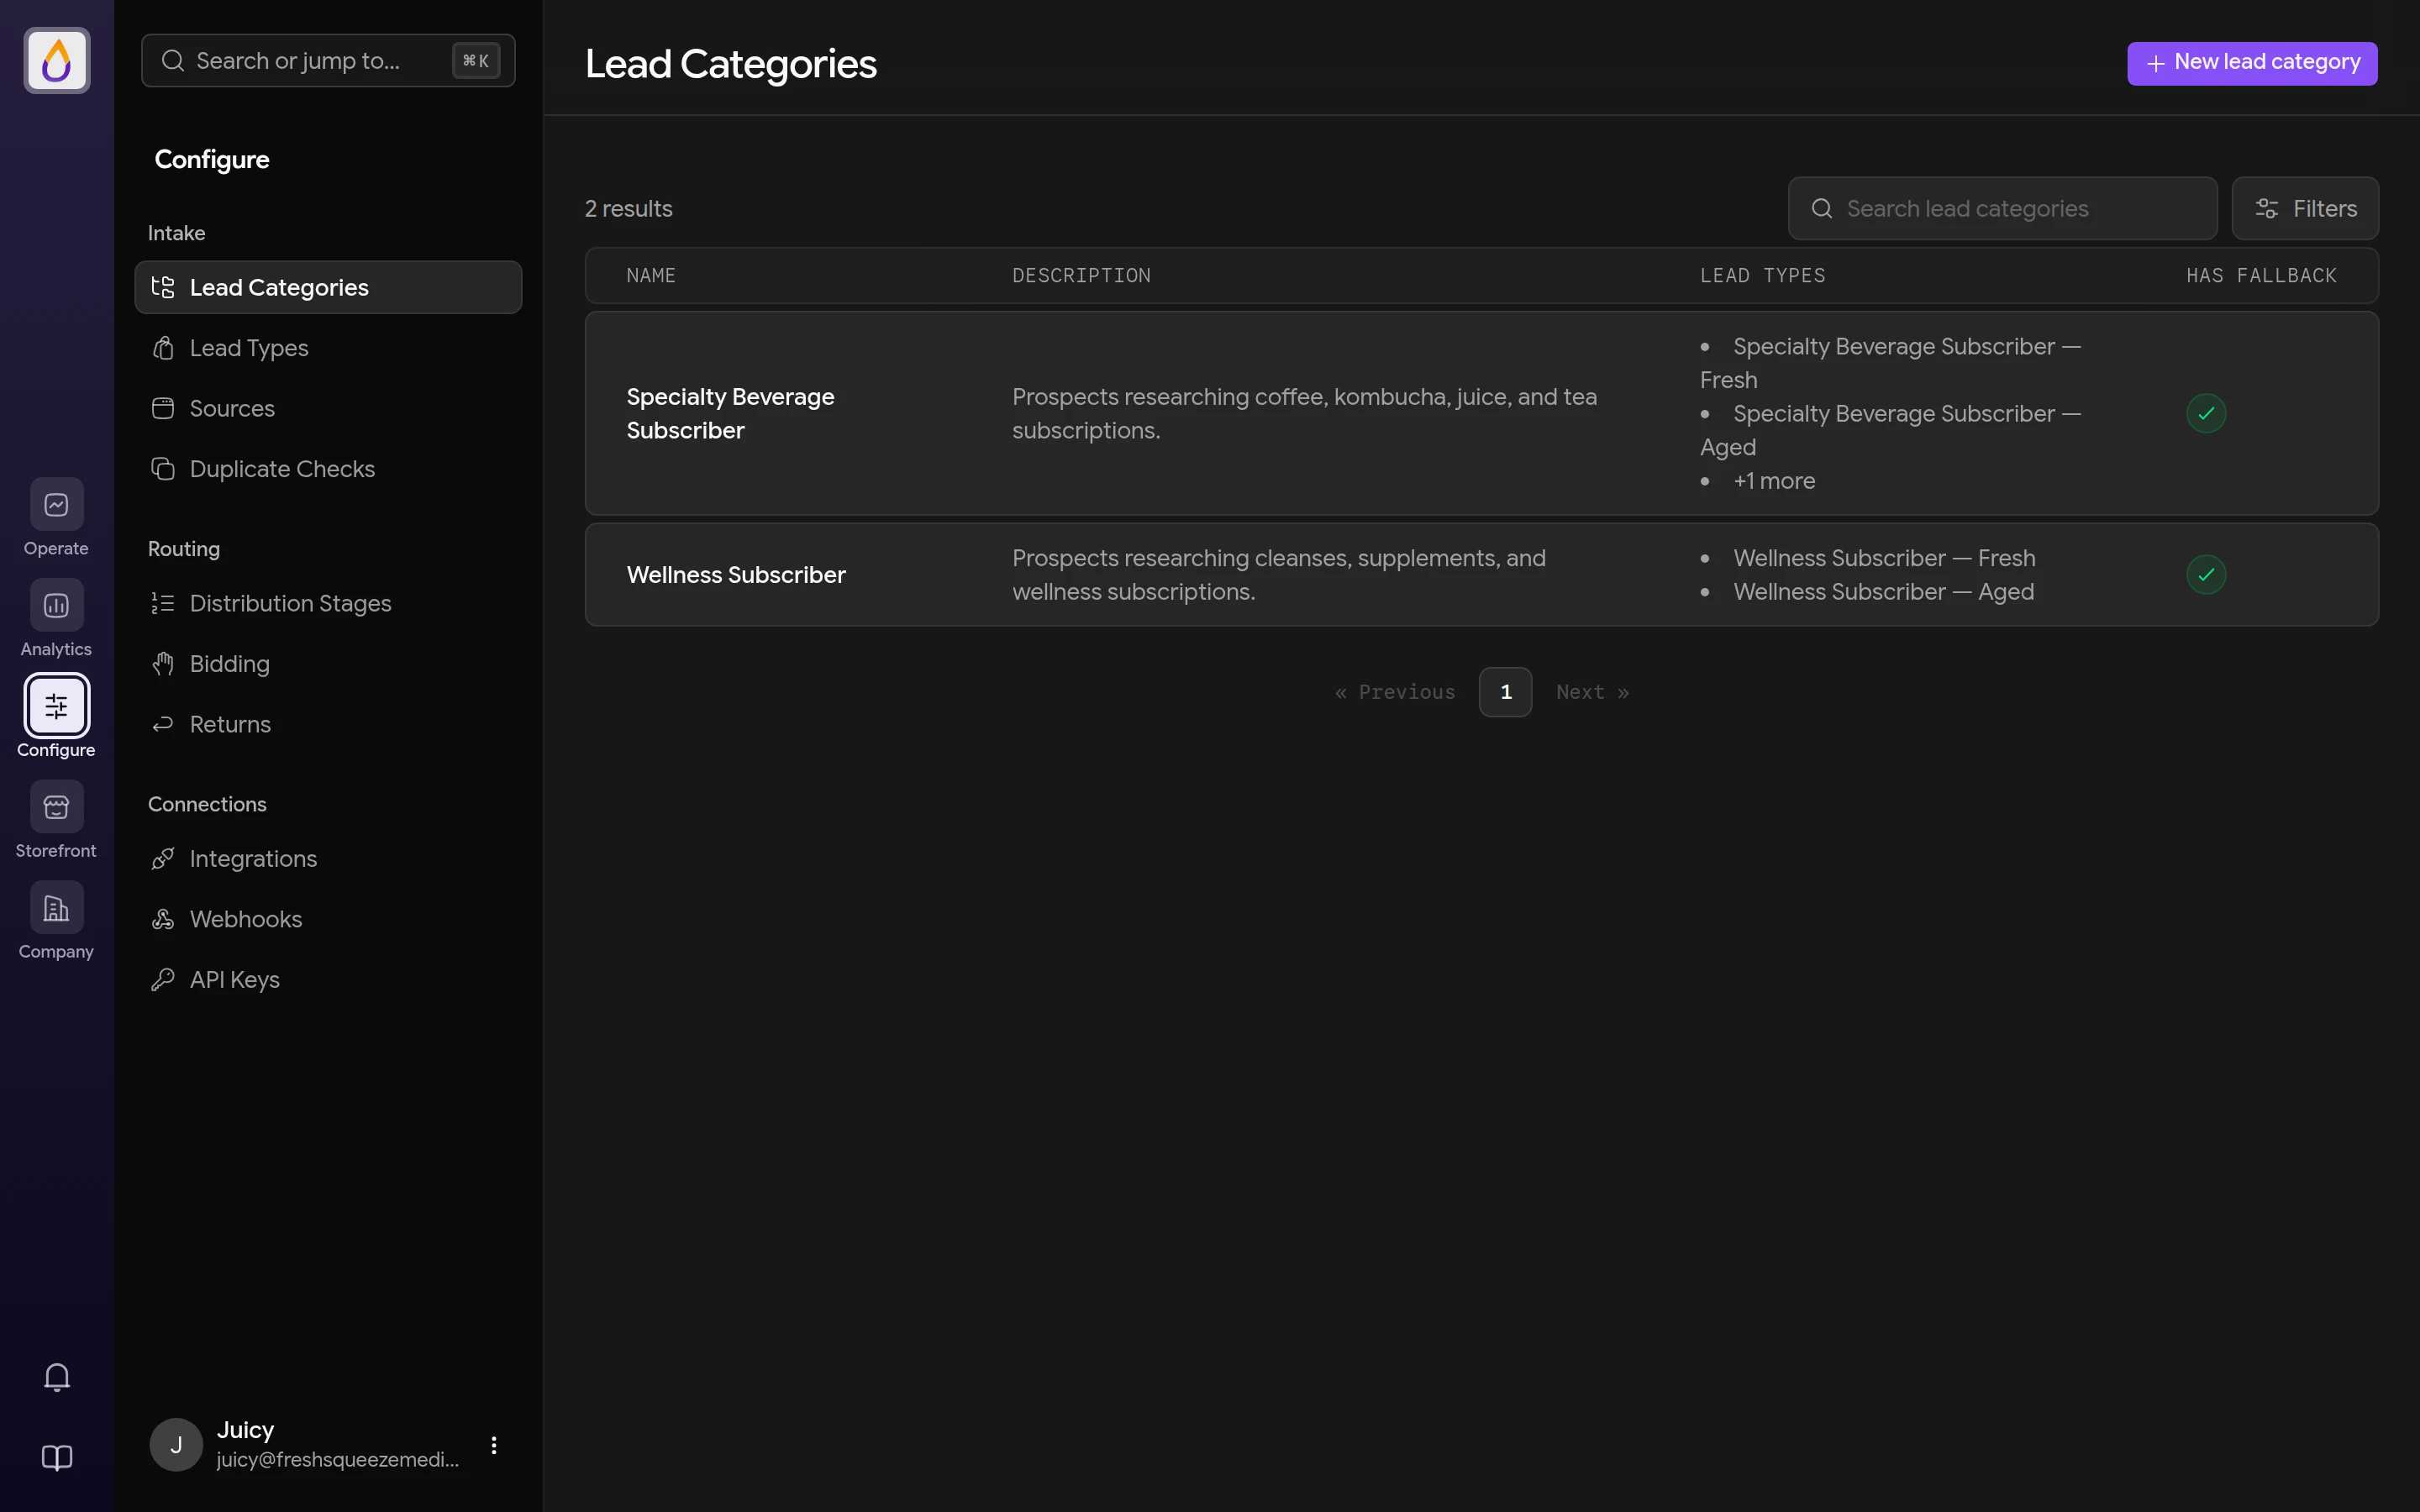 Search or jump to...
⌘K
Configure
Intake
Lead Categories
Lead Types
Sources
Duplicate Checks
Routing
Distribution Stages
Bidding
Returns
Connections
Integrations
Webhooks
API Keys
Operate
Analytics
Configure
Storefront
Company
J
Juicy
juicy@freshsqueezemedi...
Lead Categories
+ New lead category
2 results
Search lead categories
Filters
NAME
DESCRIPTION
LEAD TYPES
HAS FALLBACK
Specialty Beverage
Subscriber
Prospects researching coffee, kombucha, juice, and tea
subscriptions.
• Specialty Beverage Subscriber —
Fresh
• Specialty Beverage Subscriber —
Aged
• +1 more
Wellness Subscriber
Prospects researching cleanses, supplements, and
wellness subscriptions.
• Wellness Subscriber — Fresh
• Wellness Subscriber — Aged
« Previous
1
Next »